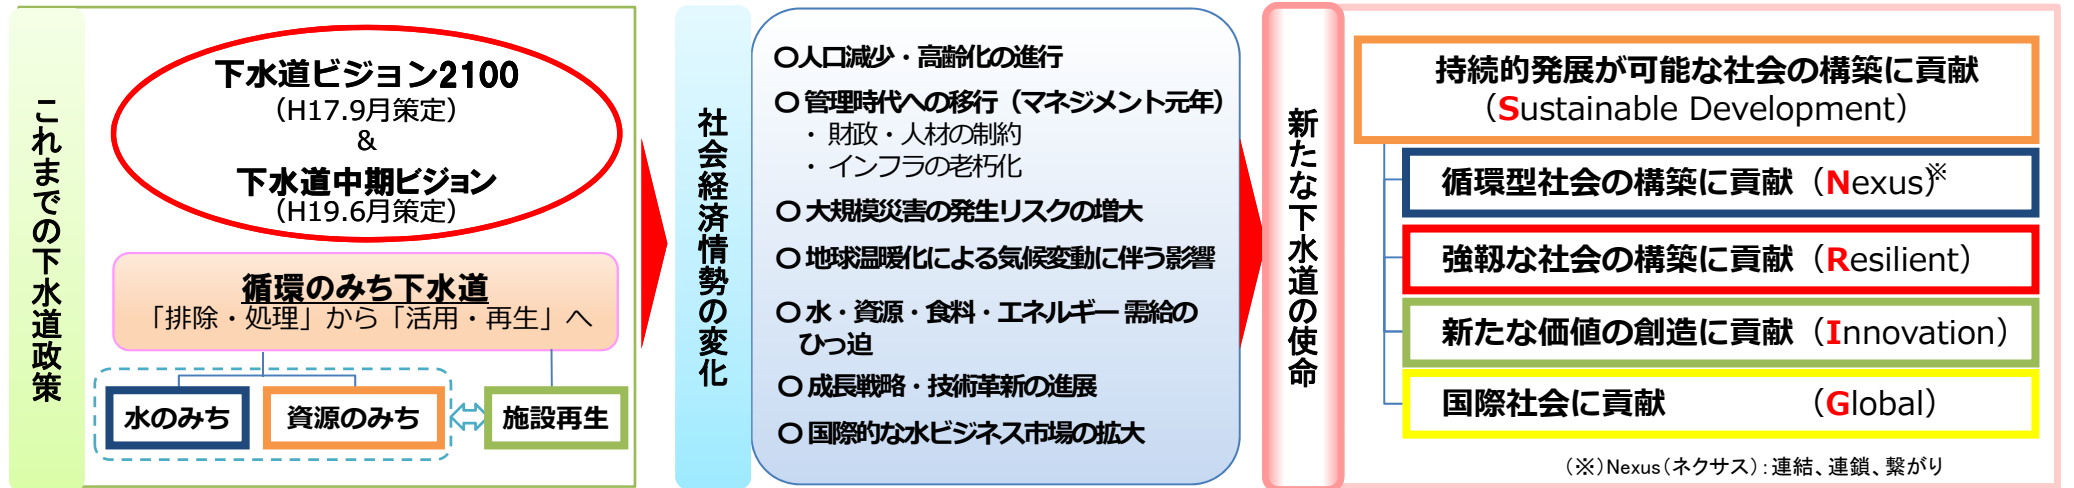 これまでの下水道政策
下水道ビジョン2100
（H17.9月策定）
&
下水道中期ビジョン
（H19.6月策定）
循環のみち下水道
「排除・処理」から「活用・再生」へ
水のみち
資源のみち
施設再生
社会経済情勢の変化
〇人口減少・高齢化の進行
〇 管理時代への移行（マネジメント元年）
・ 財政・人材の制約
・ インフラの老朽化
〇 大規模災害の発生リスクの増大
〇 地球温暖化による気候変動に伴う影響
〇 水・資源・食料・エネルギー 需給の
ひっ迫
〇 成長戦略・技術革新の進展
〇 国際的な水ビジネス市場の拡大
新たな下水道の使命
持続的発展が可能な社会の構築に貢献
（Sustainable Development）
循環型社会の構築に貢献（Nexus）※
強靱な社会の構築に貢献（Resilient）
新たな価値の創造に貢献（Innovation）
国際社会に貢献 （Global）
（※）Nexus（ネクサス）：連結、連鎖、繋がり